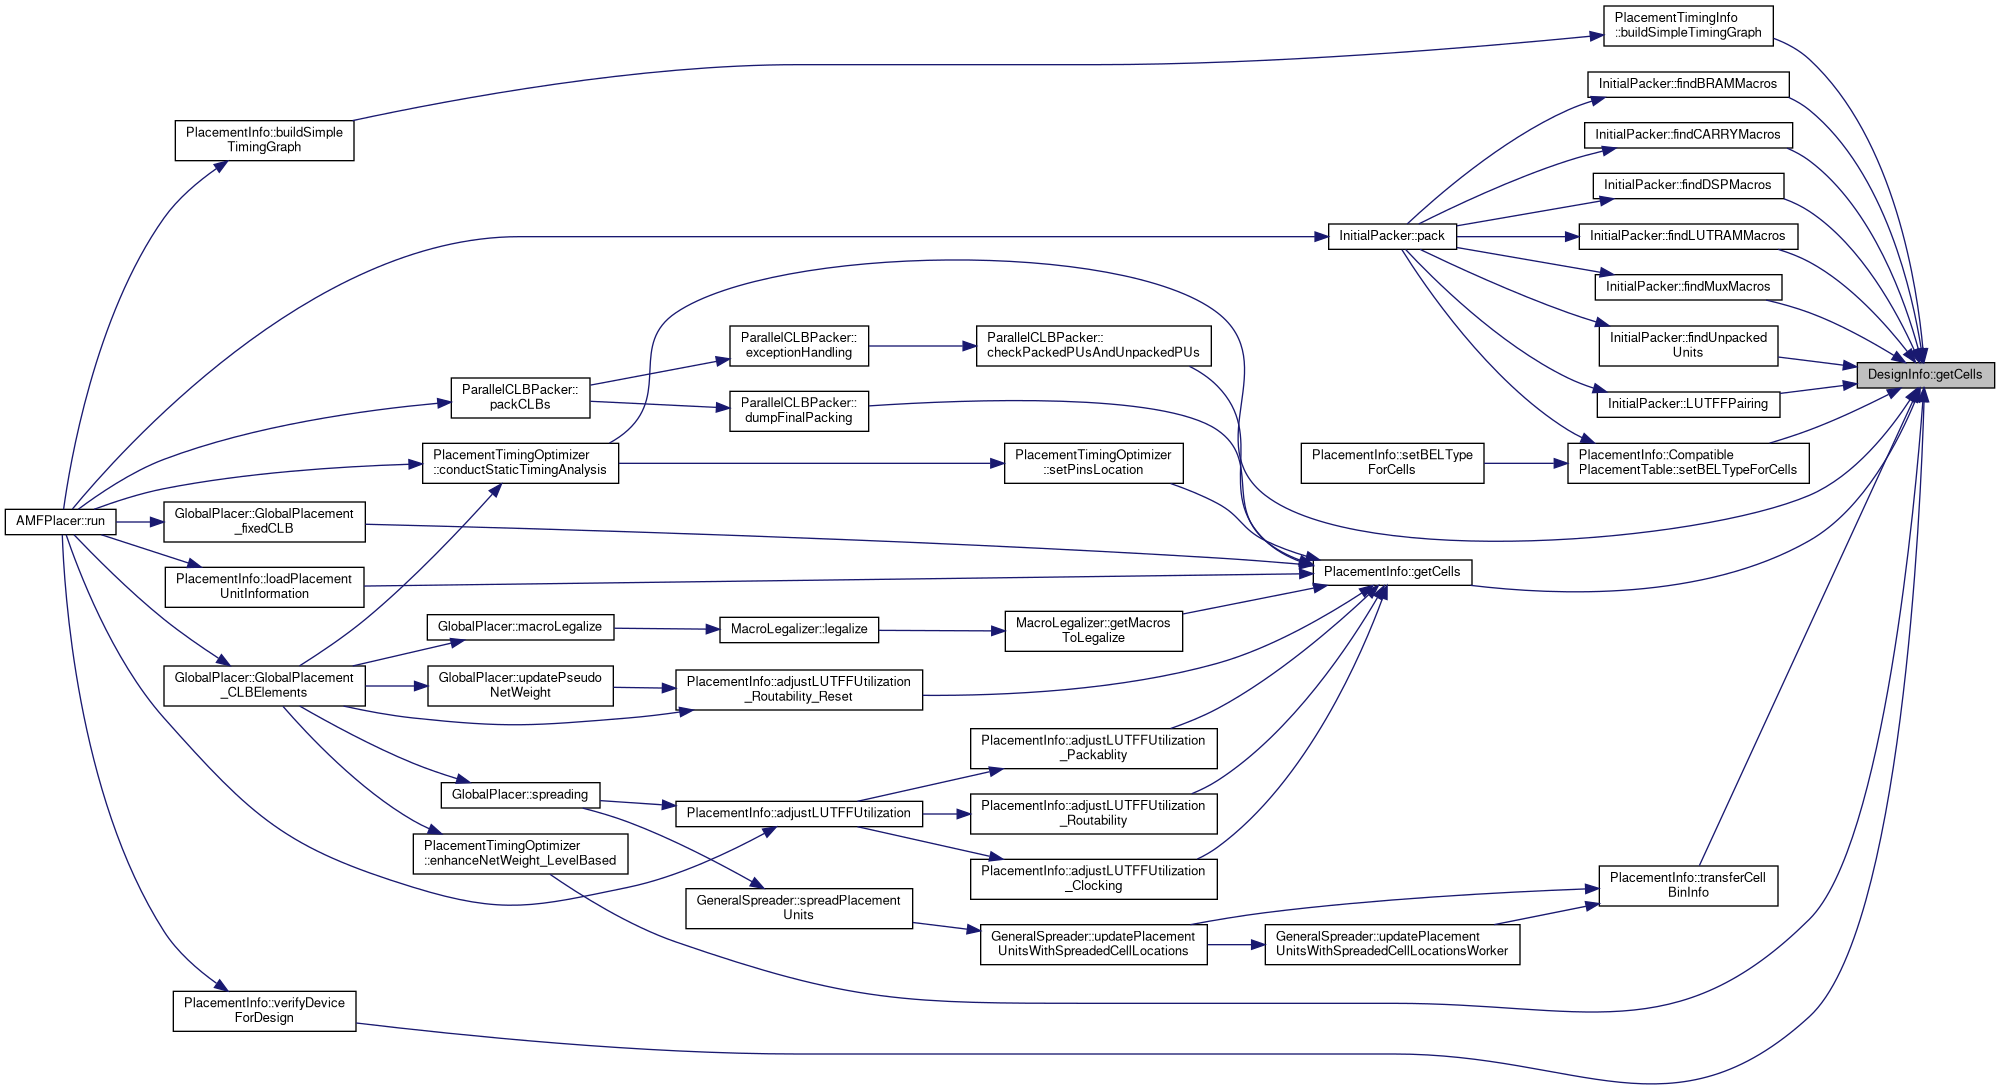 PlacementTimingInfo
::buildSimpleTimingGraph
InitialPacker::findBRAMMacros
PlacementInfo::buildSimple
TimingGraph
InitialPacker::findCARRYMacros
InitialPacker::findDSPMacros
InitialPacker::pack
InitialPacker::findLUTRAMMacros
InitialPacker::findMuxMacros
ParallelCLBPacker::
exceptionHandling
ParallelCLBPacker::
checkPackedPUsAndUnpackedPUs
InitialPacker::findUnpacked
Units
DesignInfo::getCells
ParallelCLBPacker::
packCLBs
ParallelCLBPacker::
dumpFinalPacking
InitialPacker::LUTFFPairing
PlacementTimingOptimizer
::conductStaticTimingAnalysis
PlacementTimingOptimizer
::setPinsLocation
PlacementInfo::setBELType
ForCells
PlacementInfo::Compatible
PlacementTable::setBELTypeForCells
AMFPlacer::run
GlobalPlacer::GlobalPlacement
_fixedCLB
PlacementInfo::loadPlacement
UnitInformation
PlacementInfo::getCells
GlobalPlacer::macroLegalize
MacroLegalizer::legalize
MacroLegalizer::getMacros
ToLegalize
GlobalPlacer::GlobalPlacement
_CLBElements
GlobalPlacer::updatePseudo
NetWeight
PlacementInfo::adjustLUTFFUtilization
_Routability_Reset
PlacementInfo::adjustLUTFFUtilization
_Packablity
GlobalPlacer::spreading
PlacementInfo::adjustLUTFFUtilization
PlacementInfo::adjustLUTFFUtilization
_Routability
PlacementTimingOptimizer
::enhanceNetWeight_LevelBased
PlacementInfo::adjustLUTFFUtilization
_Clocking
PlacementInfo::transferCell
BinInfo
GeneralSpreader::spreadPlacement
Units
GeneralSpreader::updatePlacement
UnitsWithSpreadedCellLocations
GeneralSpreader::updatePlacement
UnitsWithSpreadedCellLocationsWorker
PlacementInfo::verifyDevice
ForDesign